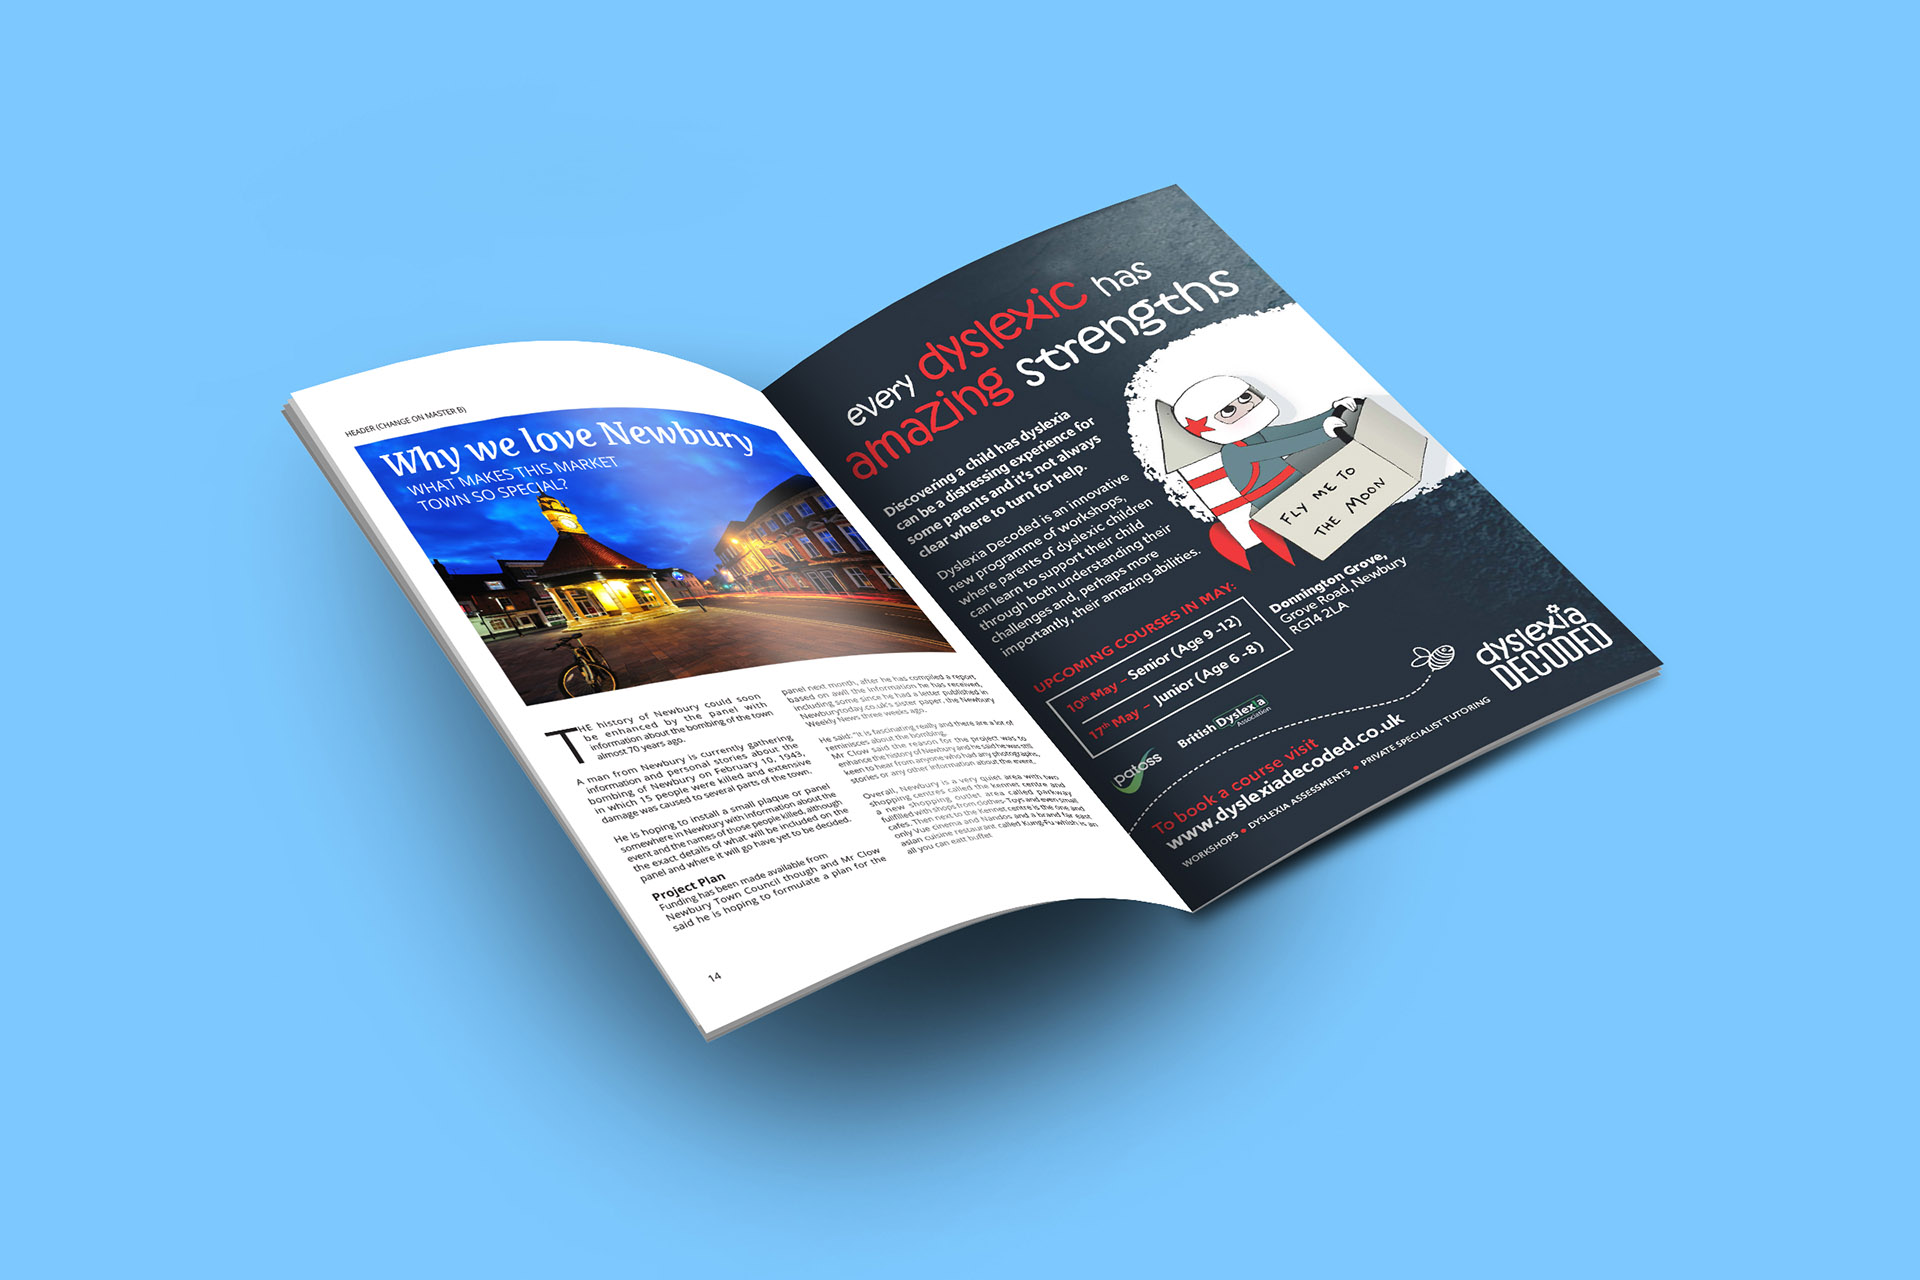 HEADER (CHANGE ON MASTER B)
Why we love Newbury
WHAT MAKES THIS MARKET
TOWN SO SPECIAL?
THE history of Newbury could soon
be enhanced by the panel with
information about the bombing of the town
almost 70 years ago.
A man from Newbury is currently gathering
information and personal stories about the
bombing of Newbury on February 10, 1943,
in which 15 people were killed and extensive
damage was caused to several parts of the town.
He is hoping to install a small plaque or panel
somewhere in Newbury with information about the
event and the names of those people killed, although
the exact details of what will be included on the
panel and where it will go have yet to be decided.
Project Plan
Funding has been made available from
Newbury Town Council though and Mr Clow
said he is hoping to formulate a plan for the
panel next month, after he has compiled a report
based on awll the information he has received,
including some since he had a letter published in
Newburytoday.co.uk's sister paper, the Newbury
Weekly News three weeks ago.
He said: "It is fascinating really and there are a lot of
reminisces about the bombing.
Mr Clow said the reason for the project was to
enhance the history of Newbury and he said he was still
keen to hear from anyone who had any photographs,
stories or any other information about the event.
Overall, Newbury is a very quiet area with two
shopping centres called the kennet centre and
a new shopping outlet area called parkway
fulfilled with shops from clothes- Toys and even small
cafes. Then next to the Kennet centre is the one and
only Vue cinema and Nandos and a brand far east
asian cuisine restaurant called Kung-Fu which is an
all you can eat buffet
14
every dyslexic has
amazing strengths
Discovering a child has dyslexia
can be a distressing experience for
some parents and it's not always
clear where to turn for help.
Dyslexia Decoded is an innovative
new programme of workshops,
where parents of dyslexic children
can learn to support their child
through both understanding their
challenges and, perhaps more
importantly, their amazing abilities.
FLY ME TO
THE MOON
UPCOMING COURSES IN MAY:
10th May – Senior (Age 9 -12)
17th May – Junior (Age 6 -8)
Donnington Grove,
Grove Road, Newbury
RG14 2LA
patoss
British Dyslexia
Association
dyslexia
DECODED
To book a course visit
www.dyslexiadecoded.co.uk
WORKSHOPS • DYSLEXIA ASSESSMENTS • PRIVATE SPECIALIST TUTORING